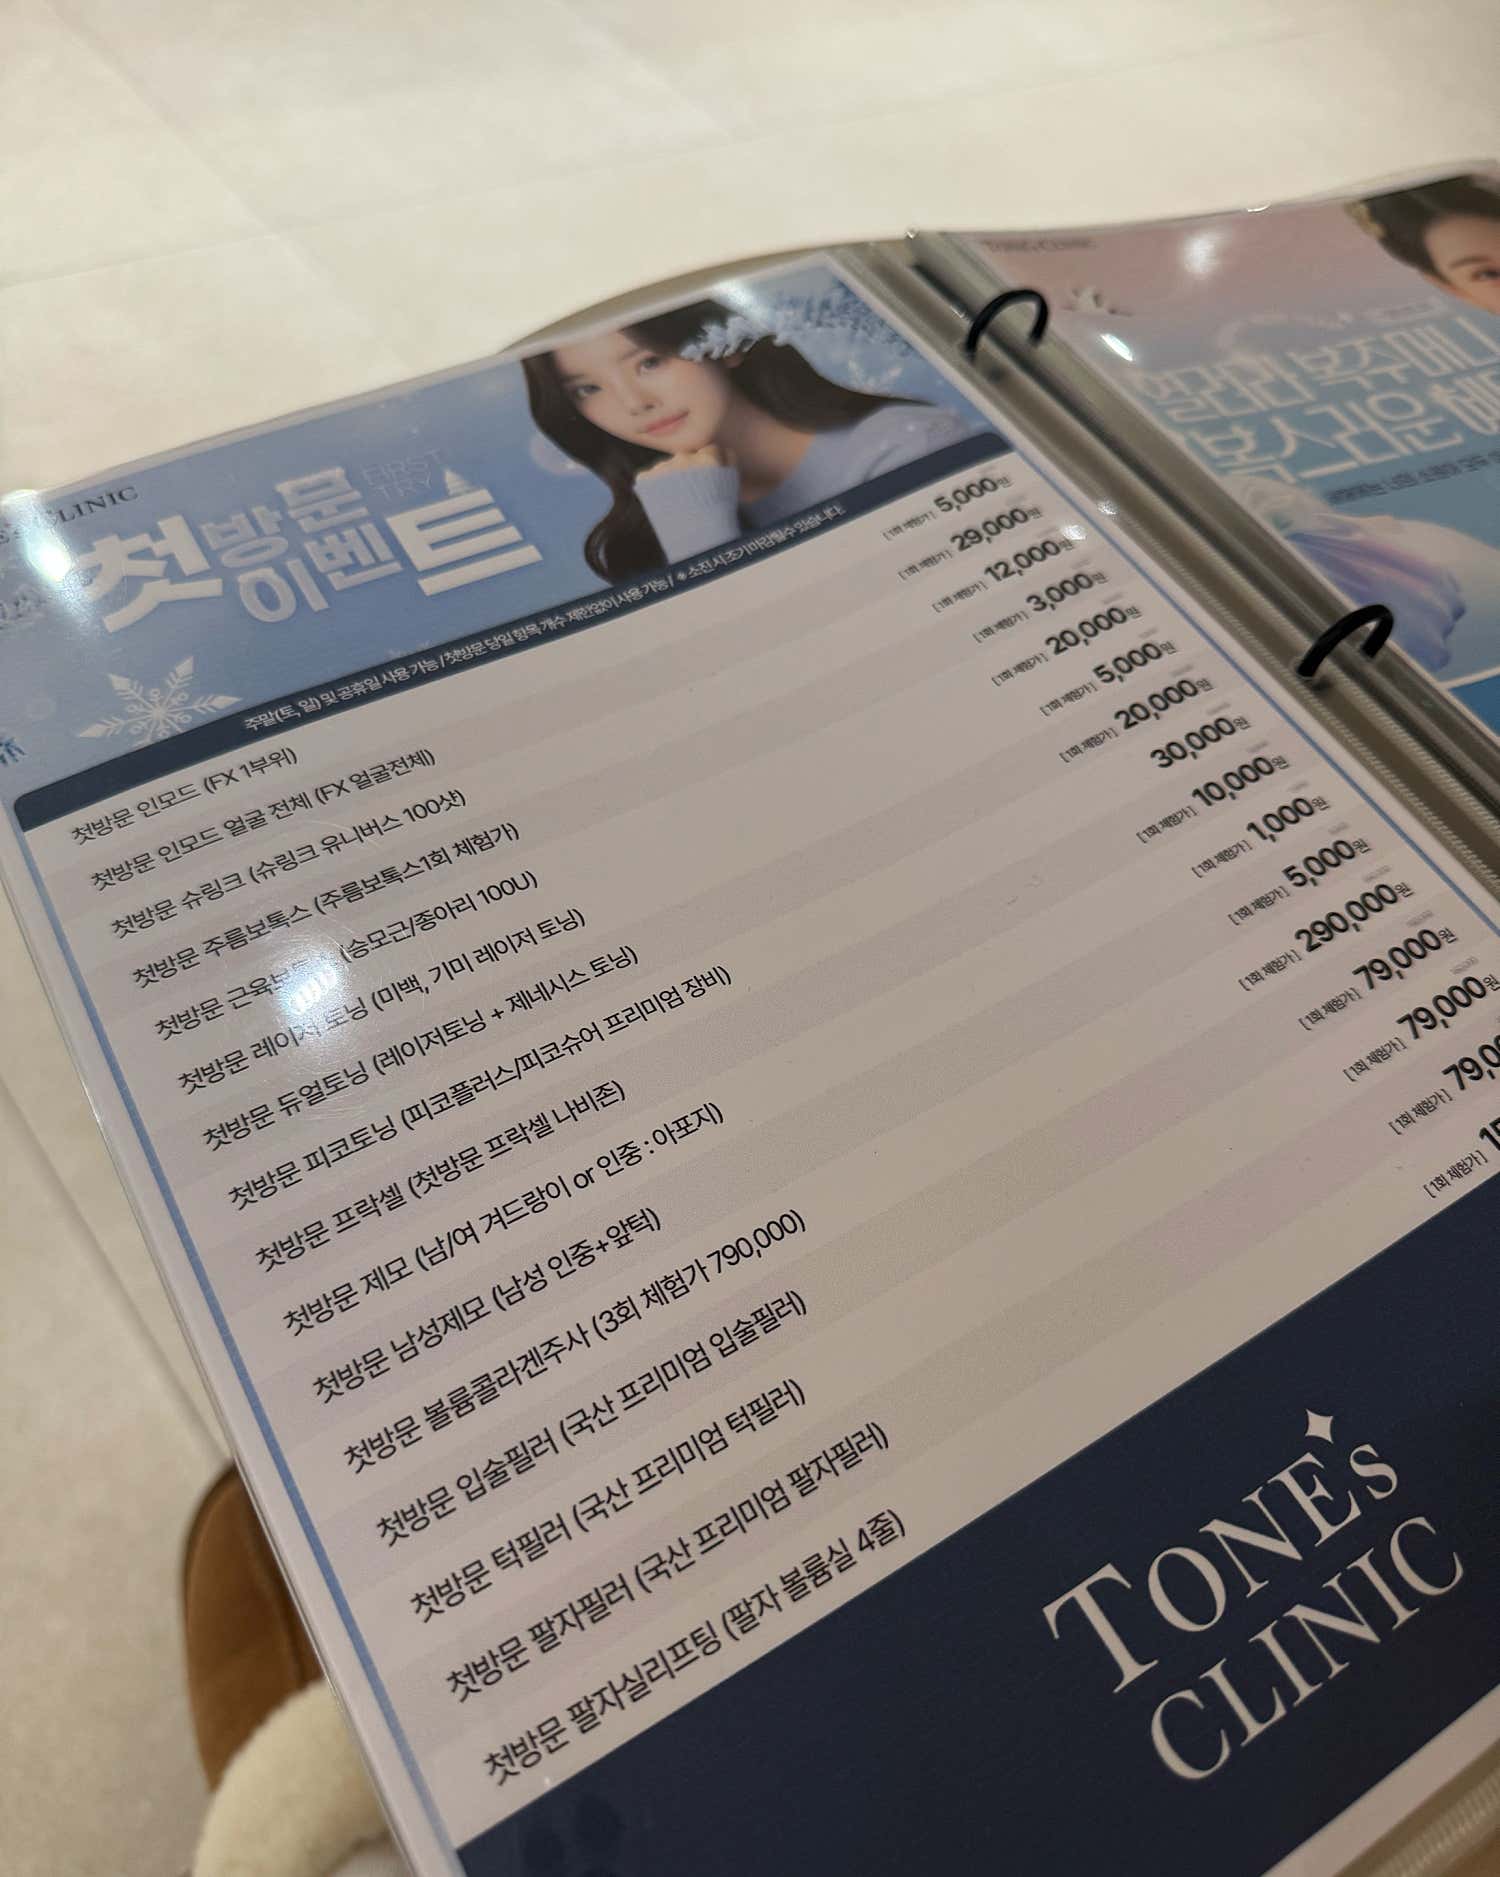 CLINIC
첫방문
이벤트
FIRST
TRY
주말(토, 일) 및 공휴일 사용 가능 / 첫방문 당일 항목 개수 제한없이 사용 가능 / ※ 소진 시 조기 마감될 수 있습니다.
첫방문 인모드 (FX 1부위) [1회 체험가] 5,000원
첫방문 인모드 얼굴 전체 (FX 얼굴전체) [1회 체험가] 29,000원
첫방문 슈링크 (슈링크 유니버스 100샷) [1회 체험가] 12,000원
첫방문 주름보톡스 (주름보톡스1회 체험가) [1회 체험가] 3,000원
첫방문 (승모근/종아리 100U) [1회 체험가] 20,000원
첫방문 레이저 토닝 (미백, 기미 레이저 토닝) [1회 체험가] 5,000원
첫방문 듀얼토닝 (레이저토닝 + 제네시스 토닝) [1회 체험가] 20,000원
첫방문 피코토닝 (피코플러스/피코슈어 프리미엄 장비) 30,000원
첫방문 프락셀 (첫방문 프락셀 나비존) [1회 체험가] 10,000원
첫방문 제모 (남/여 겨드랑이 or 인중 : 아포지) [1회 체험가] 1,000원
첫방문 남성제모 (남성 인중+앞턱) [1회 체험가] 5,000원
첫방문 볼륨콜라겐주사 (3회 체험가 790,000) [1회 체험가] 290,000원
첫방문 입술필러 (국산 프리미엄 입술필러) [1회 체험가] 79,000원
첫방문 턱필러 (국산 프리미엄 턱필러) [1회 체험가] 79,000원
첫방문 팔자필러 (국산 프리미엄 팔자필러) [1회 체험가]
첫방문 팔자실리프팅 (팔자 볼륨실 4줄) [1회 체험가]
TONEs
CLINIC